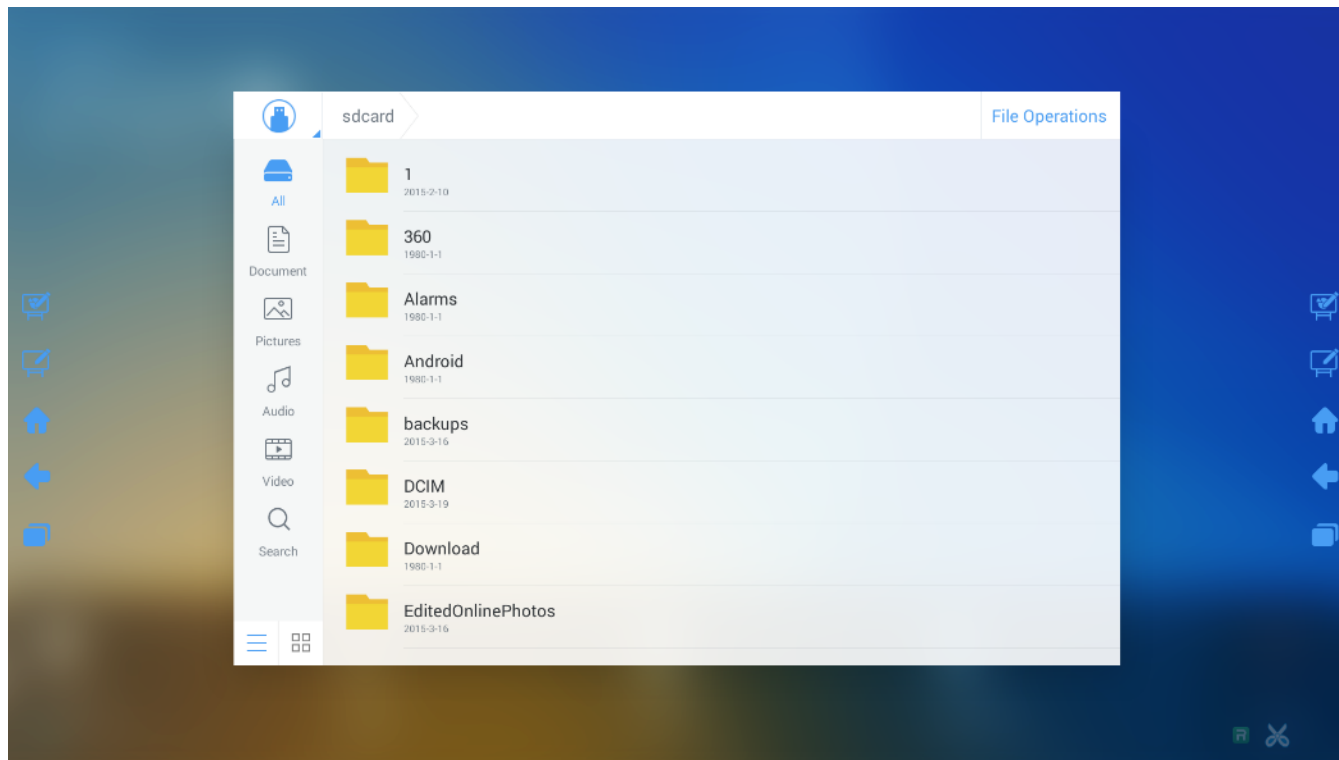 sdcard
File Operations
All
Document
Pictures
Audio
Video
Search
1
2015-2-10
360
1980-1-1
Alarms
1980-1-1
Android
1980-1-1
backups
2015-3-16
DCIM
2015-3-19
Download
1980-1-1
EditedOnlinePhotos
2015-3-16